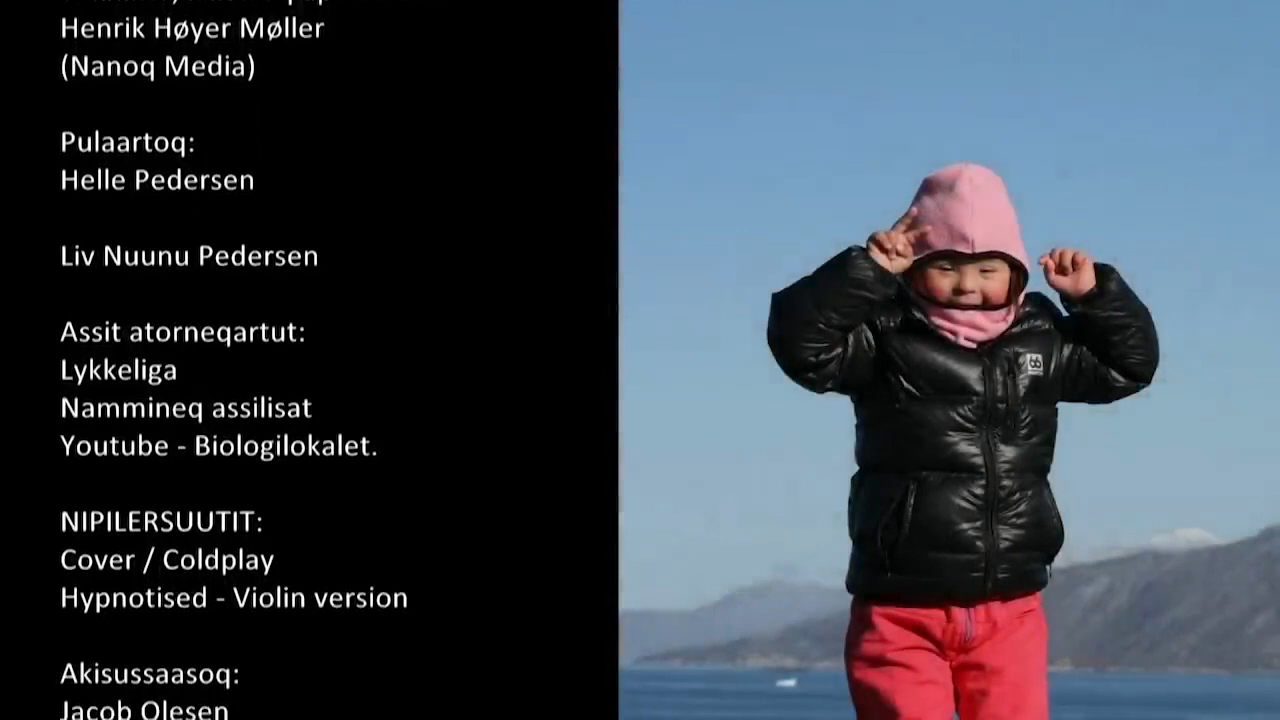 Henrik Høyer Møller
(Nanoq Media)
Pulaartoq:
Helle Pedersen
Liv Nuunu Pedersen
Assit atorneqartut:
Lykkeliga
Nammineq assilisat
Youtube - Biologilokalet.
NIPILERSUUTIT:
Cover / Coldplay
Hypnotised - Violin version
Akisussaasoq:
Jacob Olesen
66